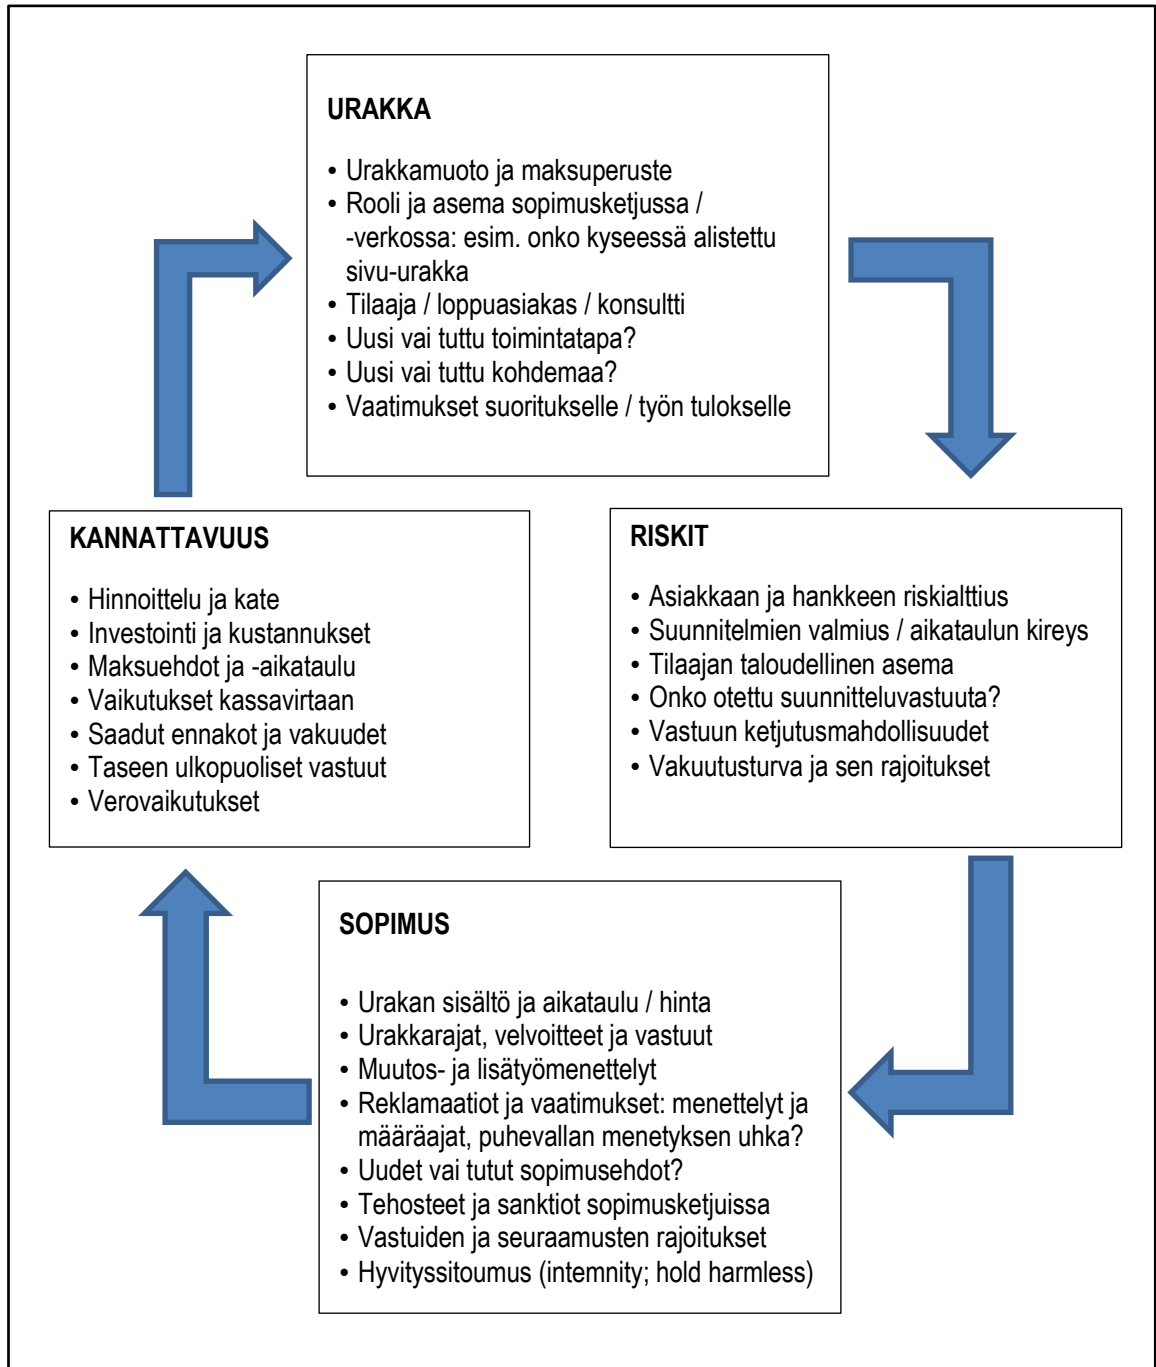 URAKKA
• Urakkamuoto ja maksuperuste
• Rooli ja asema sopimusketjussa /
-verkossa: esim. onko kyseessä alistettu
sivu-urakka
• Tilaaja / loppuasiakas / konsultti
• Uusi vai tuttu toimintatapa?
• Uusi vai tuttu kohdemaa?
• Vaatimukset suoritukselle / työn tulokselle
RISKIT
• Asiakkaan ja hankkeen riskialttius
• Suunnitelmien valmius / aikataulun kireys
• Tilaajan taloudellinen asema
• Onko otettu suunnitteluvastuuta?
• Vastuun ketjutusmahdollisuudet
• Vakuutusturva ja sen rajoitukset
SOPIMUS
• Urakan sisältö ja aikataulu / hinta
• Urakkarajat, velvoitteet ja vastuut
• Muutos- ja lisätyömenettelyt
• Reklamaatiot ja vaatimukset: menettelyt ja
määräajat, puhevallan menetyksen uhka?
• Uudet vai tutut sopimusehdot?
• Tehosteet ja sanktiot sopimusketjuissa
• Vastuiden ja seuraamusten rajoitukset
• Hyvityssitoumus (intemnity; hold harmless)
KANNATTAVUUS
• Hinnoittelu ja kate
• Investointi ja kustannukset
• Maksuehdot ja -aikataulu
• Vaikutukset kassavirtaan
• Saadut ennakot ja vakuudet
• Taseen ulkopuoliset vastuut
• Verovaikutukset